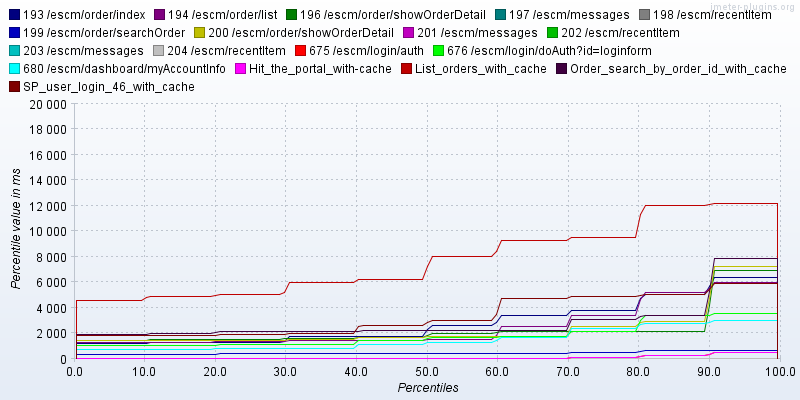 jmeter-plugins.org
193 /escm/order/index 194 /escm/order/list 196 /escm/order/showOrderDetail 197 /escm/messages 198 /escm/recentItem
199 /escm/order/searchOrder 200 /escm/order/showOrderDetail 201 /escm/messages 202 /escm/recentItem
203 /escm/messages 204 /escm/recentItem 675 /escm/login/auth 676 /escm/login/doAuth?id=loginform
680 /escm/dashboard/myAccountInfo Hit_the_portal_with-cache List_orders_with_cache Order_search_by_order_id_with_cache
SP_user_login_46_with_cache
20 000
18 000
16 000
14 000
12 000
10 000
8 000
6 000
4 000
2 000
0
Percentile value in ms
0.0 10.0 20.0 30.0 40.0 50.0 60.0 70.0 80.0 90.0 100.0
Percentiles